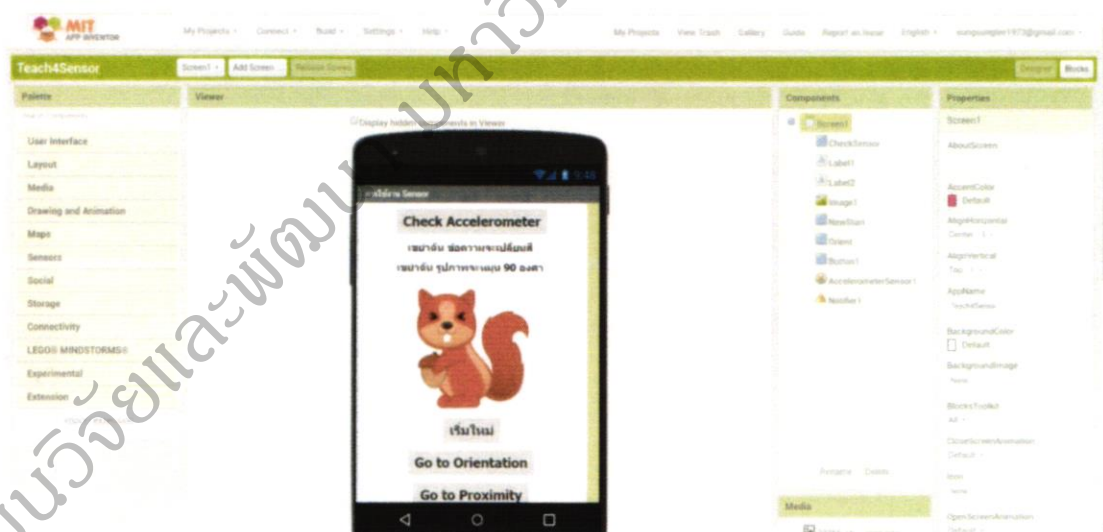 MIT
APP INVENTOR
My Projects Connect Build Settings Help My Projects View Trash Gallery Guide Report an Issue English
Teach4Sensor Screen1 Add Screen ... Remove Screen Designer Blocks
Palette Viewer Components Properties
Display hidden components in Viewer
User Interface
Layout
Media
Drawing and Animation
Maps
Sensors
Social
Storage
Connectivity
LEGO® MINDSTORMS®
Experimental
Extension
9:48
Sensor
Check Accelerometer
เขย่าฉัน ข้อความจะเปลี่ยนสี
เขย่าฉัน รูปภาพจะหมุน 90 องศา
เริ่มใหม่
Go to Orientation
Go to Proximity
Screen1
CheckSensor
Label1
Label2
Image1
NewStart
Orient
Button1
AccelerometerSensor1
Notifier1
Rename Delete
Media
Screen1
AboutScreen
AccentColor
Default
AlignHorizontal
Center : 3
AlignVertical
Top : 1
AppName
Teach4Sensor
BackgroundColor
Default
BackgroundImage
None
BlocksToolkit
All
CloseScreenAnimation
Default
Icon
None
OpenScreenAnimation
Default